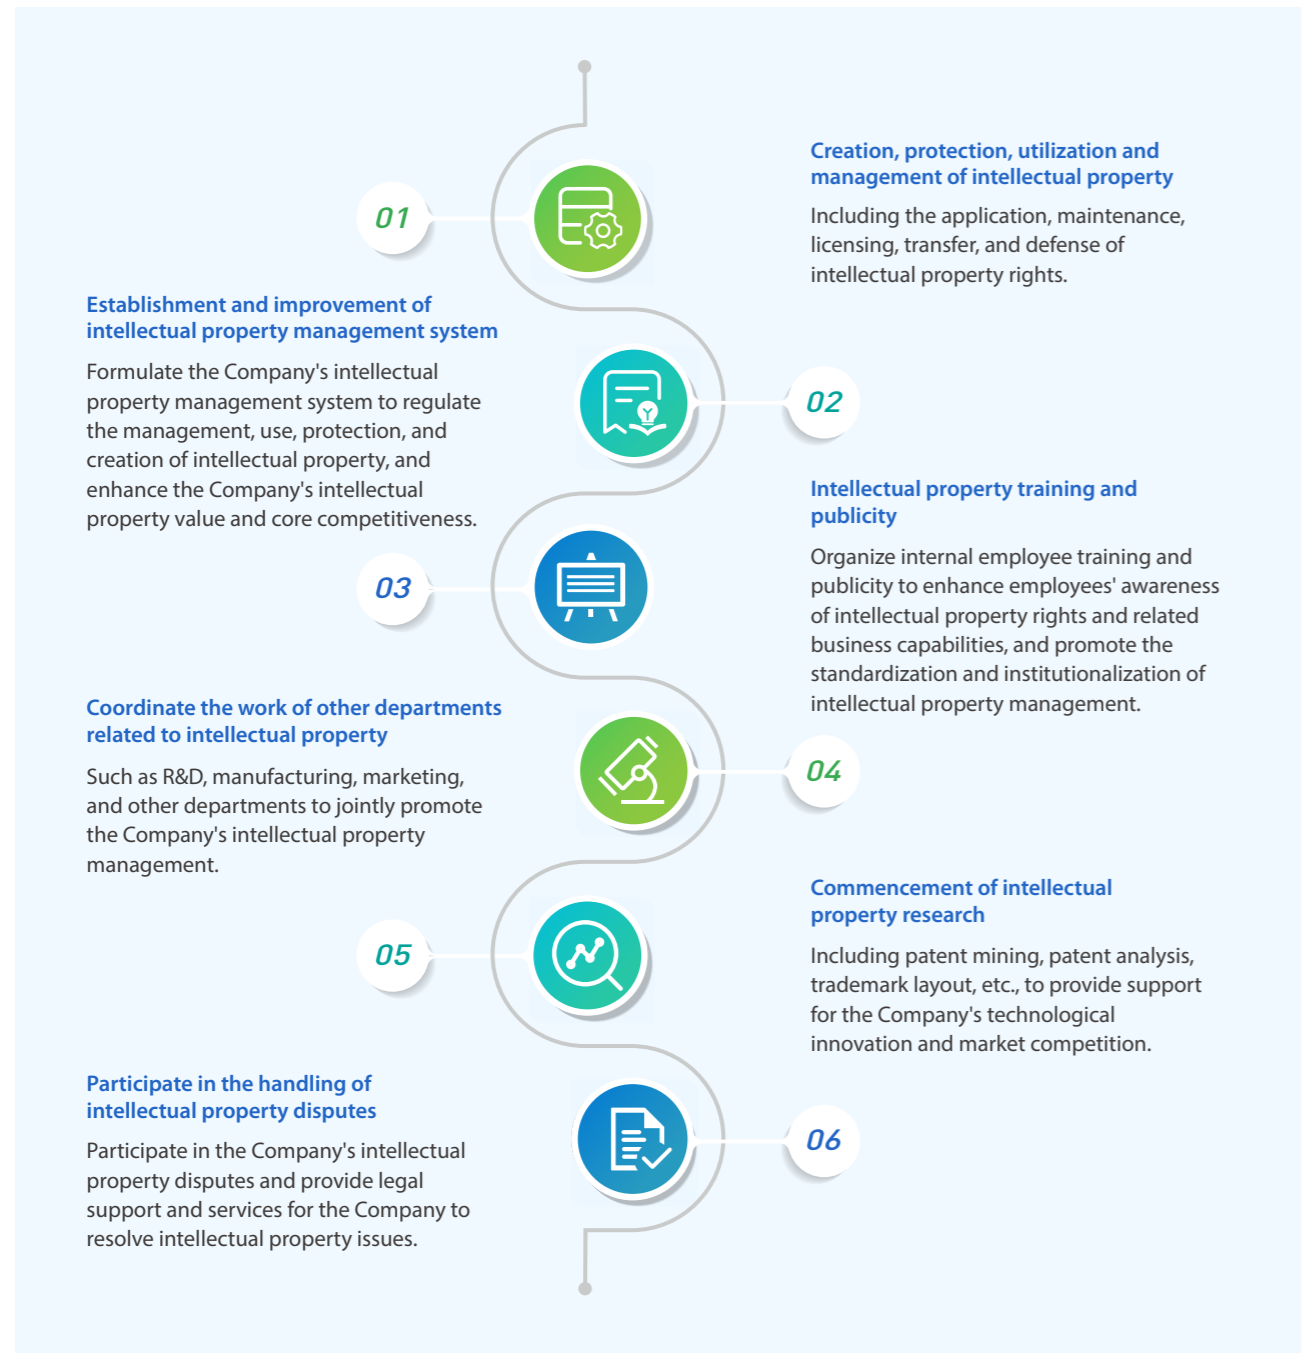 01
Creation, protection, utilization and
management of intellectual property
Including the application, maintenance,
licensing, transfer, and defense of
intellectual property rights.
02
Establishment and improvement of
intellectual property management system
Formulate the Company's intellectual
property management system to regulate
the management, use, protection, and
creation of intellectual property, and
enhance the Company's intellectual
property value and core competitiveness.
03
Intellectual property training and
publicity
Organize internal employee training and
publicity to enhance employees' awareness
of intellectual property rights and related
business capabilities, and promote the
standardization and institutionalization of
intellectual property management.
04
Coordinate the work of other departments
related to intellectual property
Such as R&D, manufacturing, marketing,
and other departments to jointly promote
the Company's intellectual property
management.
05
Commencement of intellectual
property research
Including patent mining, patent analysis,
trademark layout, etc., to provide support
for the Company's technological
innovation and market competition.
06
Participate in the handling of
intellectual property disputes
Participate in the Company's intellectual
property disputes and provide legal
support and services for the Company to
resolve intellectual property issues.